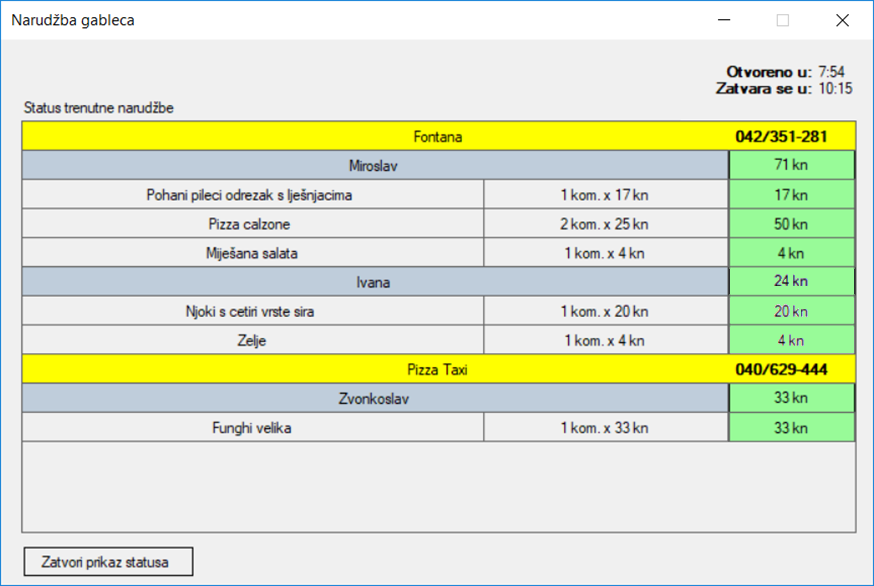 Narudžba gableca
Otvoreno u: 7:54
Zatvara se u: 10:15
Status trenutne narudžbe
Fontana 042/351-281
Miroslav 71 kn
Pohani pileci odrezak s lješnjacima 1 kom. x 17 kn 17 kn
Pizza calzone 2 kom. x 25 kn 50 kn
Miješana salata 1 kom. x 4 kn 4 kn
Ivana 24 kn
Njoki s cetiri vrste sira 1 kom. x 20 kn 20 kn
Zelje 1 kom. x 4 kn 4 kn
Pizza Taxi 040/629-444
Zvonkoslav 33 kn
Funghi velika 1 kom. x 33 kn 33 kn
Zatvori prikaz statusa